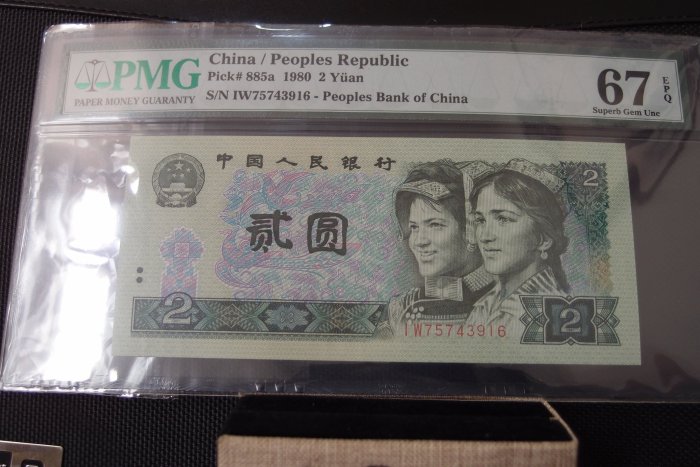 PMG
PAPER MONEY GUARANTY
China / Peoples Republic
Pick# 885a 1980 2 Yüan
S/N IW75743916 - Peoples Bank of China
67
EPQ
Superb Gem Unc
中国人民银行
2
贰圆
2
IW75743916
2